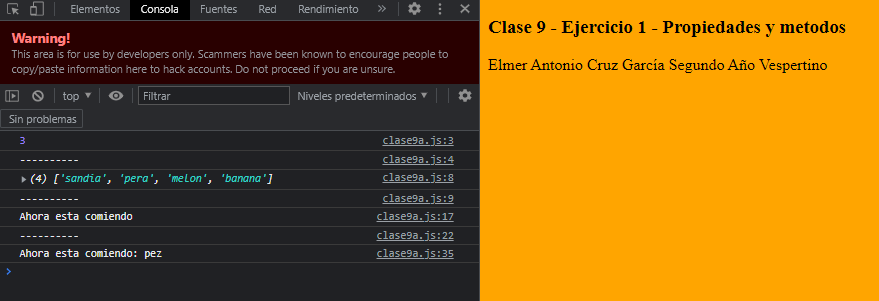 Elementos Consola Fuentes Red Rendimiento »
Warning!
This area is for use by developers only. Scammers have been known to encourage people to
copy/paste information here to hack accounts. Do not proceed if you are unsure.
top ▼ Filtrar Niveles predeterminados ▼
Sin problemas
3 clase9a.js:3
---------- clase9a.js:4
▶ (4) ['sandia', 'pera', 'melon', 'banana'] clase9a.js:8
---------- clase9a.js:9
Ahora esta comiendo clase9a.js:17
---------- clase9a.js:22
Ahora esta comiendo: pez clase9a.js:35
>
Clase 9 - Ejercicio 1 - Propiedades y metodos
Elmer Antonio Cruz García Segundo Año Vespertino